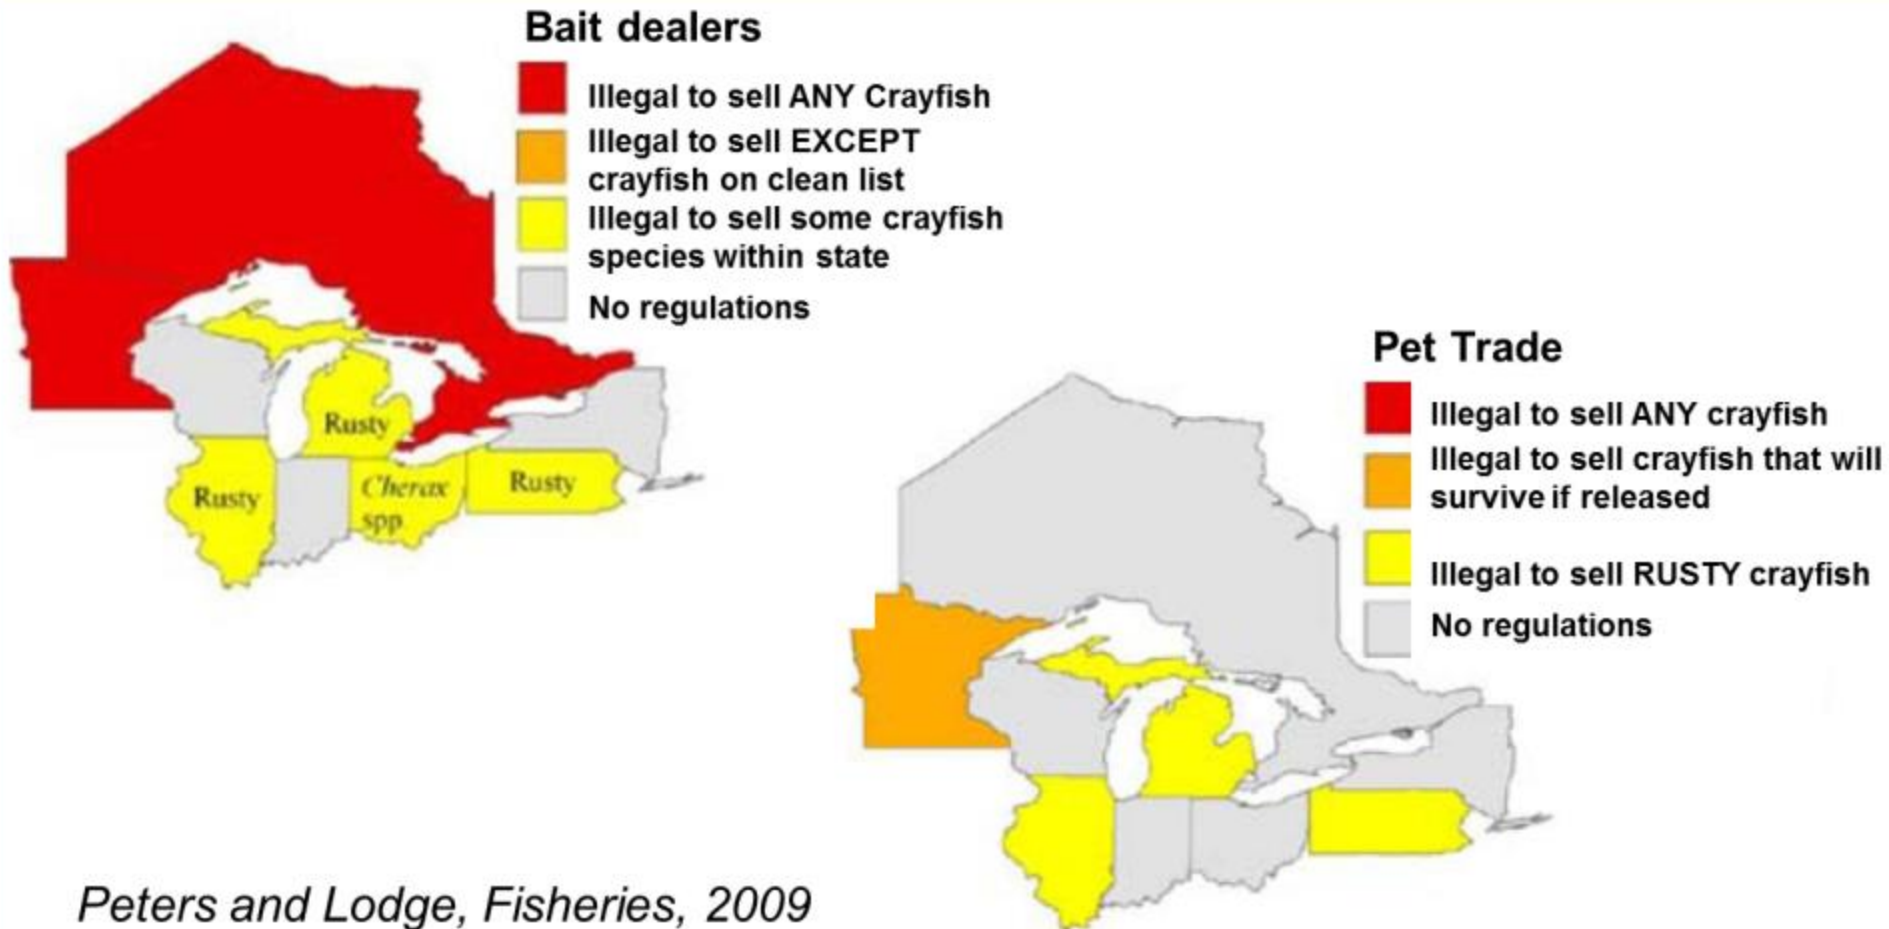 Bait dealers
Illegal to sell ANY Crayfish
Illegal to sell EXCEPT
crayfish on clean list
Illegal to sell some crayfish
species within state
No regulations
Rusty
Rusty
Cherax
spp
Rusty
Pet Trade
Illegal to sell ANY crayfish
Illegal to sell crayfish that will
survive if released
Illegal to sell RUSTY crayfish
No regulations
Peters and Lodge, Fisheries, 2009